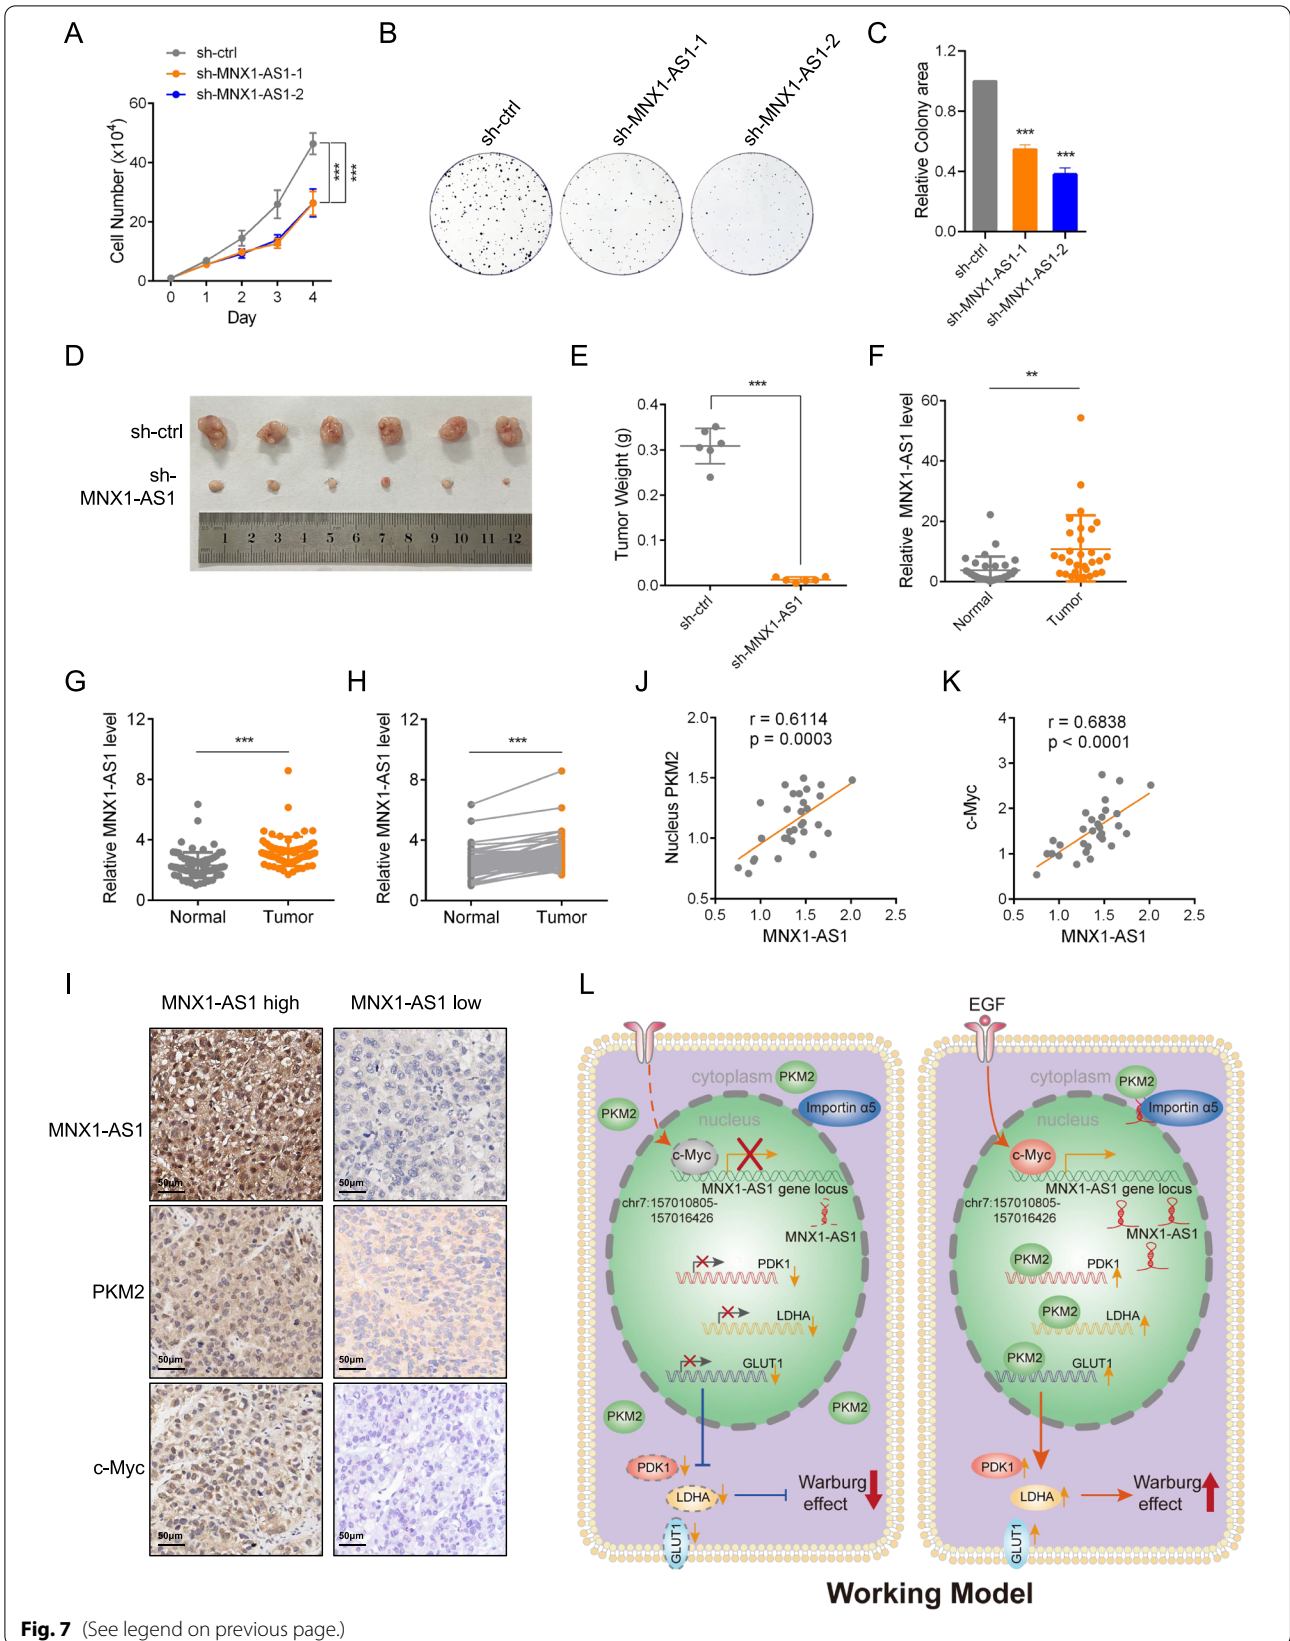 A
sh-ctrl
sh-MNX1-AS1-1
sh-MNX1-AS1-2
Cell Number (x10⁴)
60
40
20
0
0 1 2 3 4
Day
***
***
B
sh-ctrl
sh-MNX1-AS1-1
sh-MNX1-AS1-2
C
Relative Colony area
1.2
0.8
0.4
0.0
***
***
sh-ctrl
sh-MNX1-AS1-1
sh-MNX1-AS1-2
D
sh-ctrl
sh-
MNX1-AS1
1 2 3 4 5 6 7 8 9 10 11 12
E
Tumor Weight (g)
0.4
0.3
0.2
0.1
0.0
***
sh-ctrl
sh-MNX1-AS1
F
Relative MNX1-AS1 level
60
40
20
0
**
Normal
Tumor
G
Relative MNX1-AS1 level
12
8
4
0
***
Normal Tumor
H
Relative MNX1-AS1 level
12
8
4
0
***
Normal Tumor
J
Nucleus PKM2
2.0
1.5
1.0
0.5
r = 0.6114
p = 0.0003
0.5 1.0 1.5 2.0 2.5
MNX1-AS1
K
c-Myc
4
3
2
1
0
r = 0.6838
p < 0.0001
0.5 1.0 1.5 2.0 2.5
MNX1-AS1
I
MNX1-AS1 high MNX1-AS1 low
MNX1-AS1
50μm 50μm
PKM2
50μm 50μm
c-Myc
50μm 50μm
L
cytoplasm
PKM2
PKM2
Importin α5
nucleus
c-Myc
MNX1-AS1 gene locus
chr7:157010805-
157016426
MNX1-AS1
PDK1
LDHA
GLUT1
PKM2
PKM2
PDK1
LDHA
GLUT1
Warburg
effect
EGF
cytoplasm
PKM2
Importin α5
nucleus
c-Myc
MNX1-AS1 gene locus
chr7:157010805-
157016426
MNX1-AS1
PKM2
PDK1
PKM2
LDHA
PKM2
GLUT1
PDK1
LDHA
GLUT1
Warburg
effect
Working Model
Fig. 7 (See legend on previous page.)